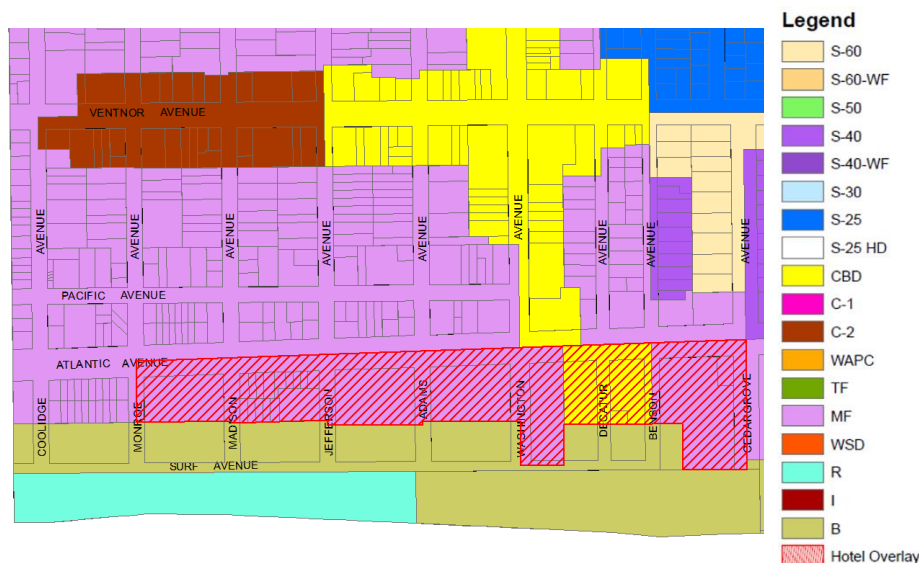 VENTNOR AVENUE
AVENUE
AVENUE
AVENUE
AVENUE
AVENUE
AVENUE
AVENUE
AVENUE
AVENUE
PACIFIC AVENUE
ATLANTIC AVENUE
COOLIDGE
MONROE
MADISON
JEFFERSON
ADAMS
WASHINGTON
DECATUR
BENSON
CEDARGROVE
SURF AVENUE
Legend
S-60
S-60-WF
S-50
S-40
S-40-WF
S-30
S-25
S-25 HD
CBD
C-1
C-2
WAPC
TF
MF
WSD
R
I
B
Hotel Overlay